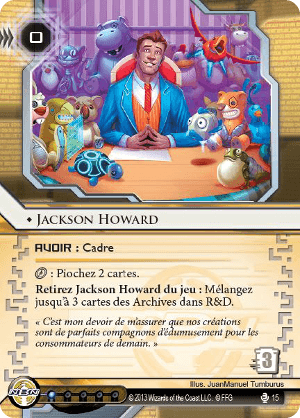 0
♦ JACKSON HOWARD
AVOIR : Cadre
: Piochez 2 cartes.
Retirez Jackson Howard du jeu : Mélangez
jusqu'à 3 cartes des Archives dans R&D.
« C'est mon devoir de m'assurer que nos créations
sont de parfaits compagnons d'édumusement pour les
consommateurs de demain. »
3
Illus. JuanManuel Tumburus
NBN
© 2013 Wizards of the Coast LLC. © FFG
15